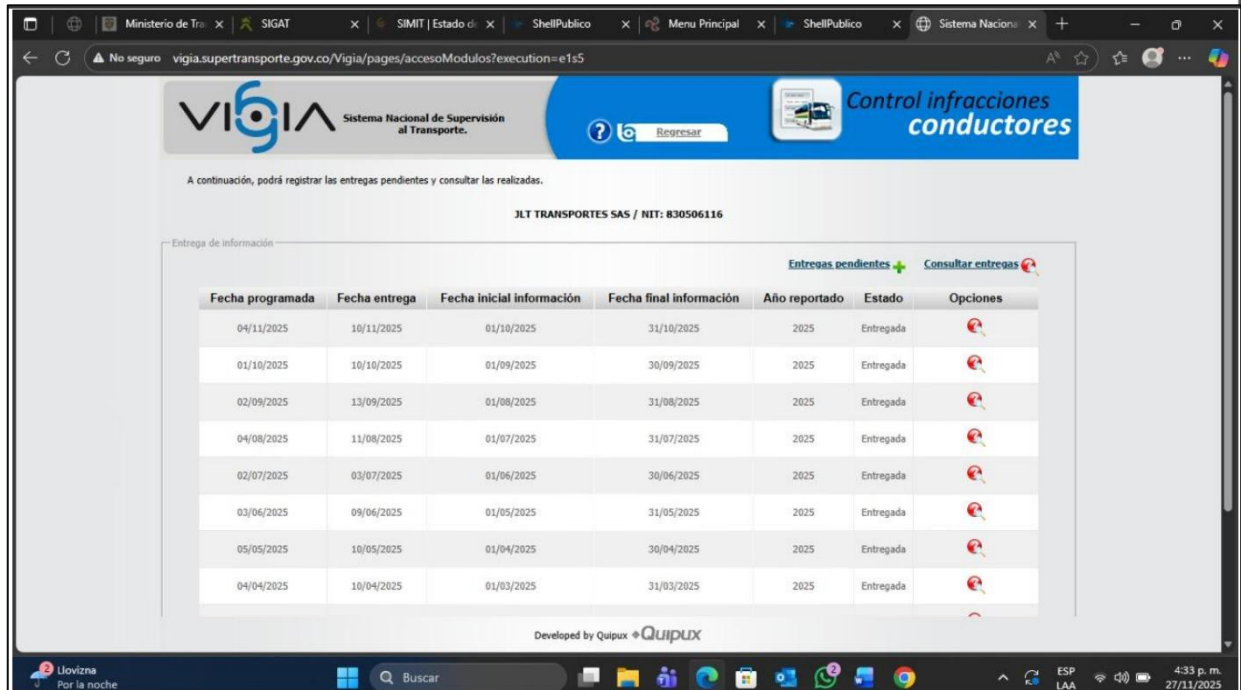 Ministerio de Tra
SIGAT
SIMIT | Estado de
ShellPublico
Menu Principal
ShellPublico
Sistema Naciona
No seguro vigia.supertransporte.gov.co/Vigia/pages/accesoModulos?execution=e1s5
VIGIA
Sistema Nacional de Supervisión
al Transporte.
Regresar
Control infracciones
conductores
A continuación, podrá registrar las entregas pendientes y consultar las realizadas.
JLT TRANSPORTES SAS / NIT: 830506116
Entrega de información
Entregas pendientes Consultar entregas
Fecha programada Fecha entrega Fecha inicial información Fecha final información Año reportado Estado Opciones
04/11/2025 10/11/2025 01/10/2025 31/10/2025 2025 Entregada
01/10/2025 10/10/2025 01/09/2025 30/09/2025 2025 Entregada
02/09/2025 13/09/2025 01/08/2025 31/08/2025 2025 Entregada
04/08/2025 11/08/2025 01/07/2025 31/07/2025 2025 Entregada
02/07/2025 03/07/2025 01/06/2025 30/06/2025 2025 Entregada
03/06/2025 09/06/2025 01/05/2025 31/05/2025 2025 Entregada
05/05/2025 10/05/2025 01/04/2025 30/04/2025 2025 Entregada
04/04/2025 10/04/2025 01/03/2025 31/03/2025 2025 Entregada
Developed by Quipux Quipux
2
Llovizna
Por la noche
Buscar
2
ESP
LAA
4:33 p. m.
27/11/2025